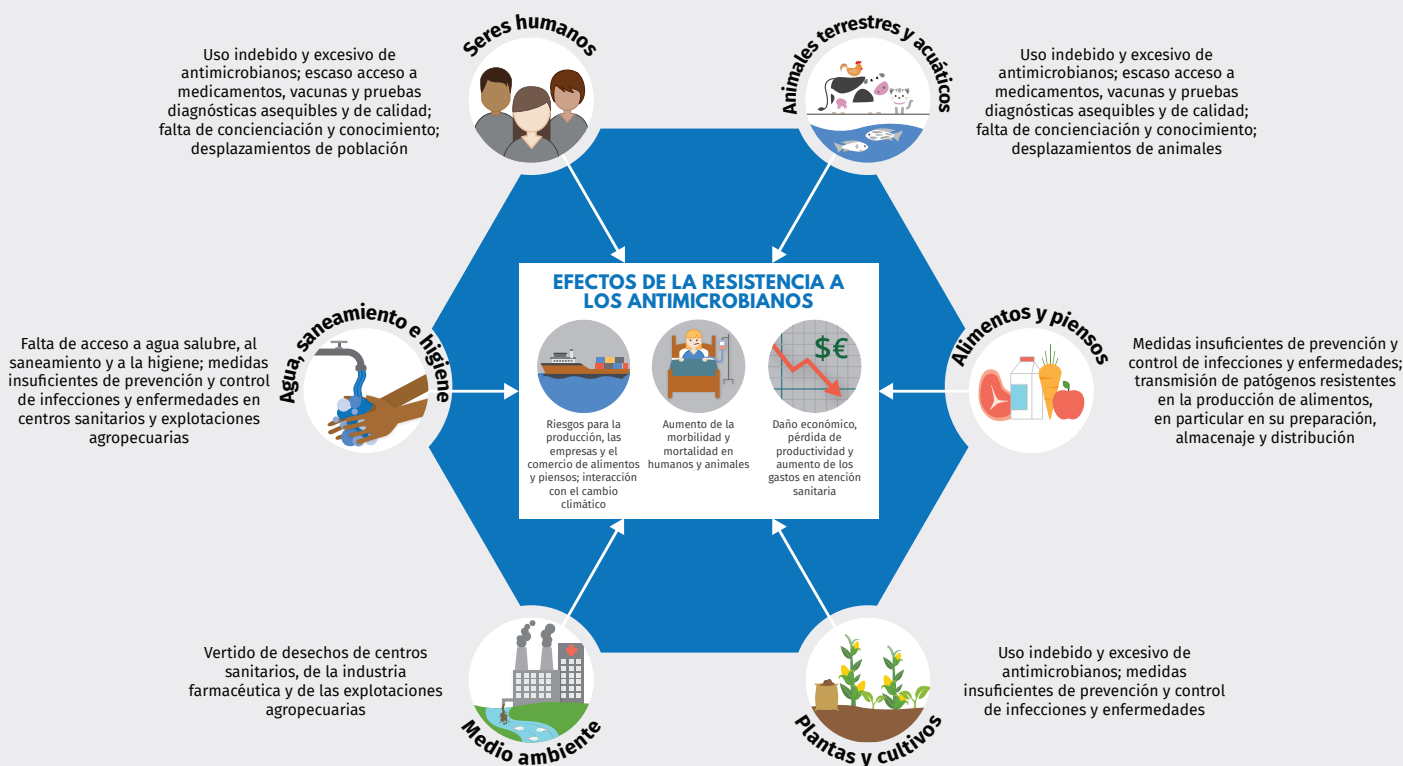 Seres humanos
Uso indebido y excesivo de
antimicrobianos; escaso acceso a
medicamentos, vacunas y pruebas
diagnósticas asequibles y de calidad;
falta de concienciación y conocimiento;
desplazamientos de población
Animales terrestres y acuáticos
Uso indebido y excesivo de
antimicrobianos; escaso acceso a
medicamentos, vacunas y pruebas
diagnósticas asequibles y de calidad;
falta de concienciación y conocimiento;
desplazamientos de animales
Agua, saneamiento e higiene
Falta de acceso a agua salubre, al
saneamiento y a la higiene; medidas
insuficientes de prevención y control
de infecciones y enfermedades en
centros sanitarios y explotaciones
agropecuarias
EFECTOS DE LA RESISTENCIA A
LOS ANTIMICROBIANOS
$€
Riesgos para la
producción, las
empresas y el
comercio de alimentos
y piensos; interacción
con el cambio
climático
Aumento de la
morbilidad y
mortalidad en
humanos y animales
Daño económico,
pérdida de
productividad y
aumento de los
gastos en atención
sanitaria
Alimentos y piensos
Medidas insuficientes de prevención y
control de infecciones y enfermedades;
transmisión de patógenos resistentes
en la producción de alimentos,
en particular en su preparación,
almacenaje y distribución
Vertido de desechos de centros
sanitarios, de la industria
farmacéutica y de las explotaciones
agropecuarias
Medio ambiente
Uso indebido y excesivo de
antimicrobianos; medidas
insuficientes de prevención y control
de infecciones y enfermedades
Plantas y cultivos